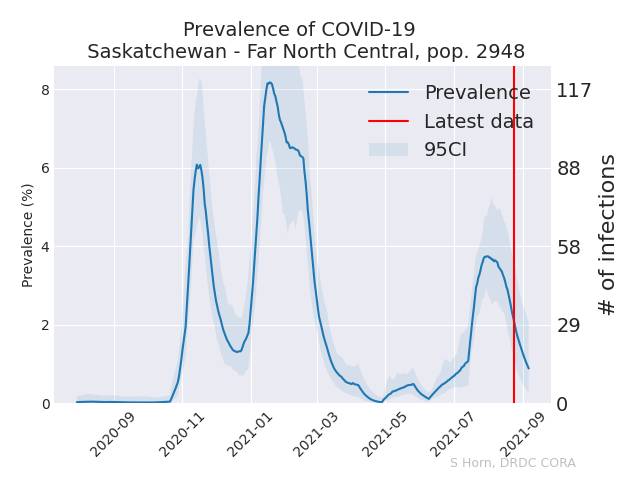 Prevalence of COVID-19
Saskatchewan - Far North Central, pop. 2948
Prevalence
Latest data
95CI
Prevalence (%)
8
6
4
2
0
117
88
58
29
0
# of infections
2020-09
2020-11
2021-01
2021-03
2021-05
2021-07
2021-09
S Horn, DRDC CORA